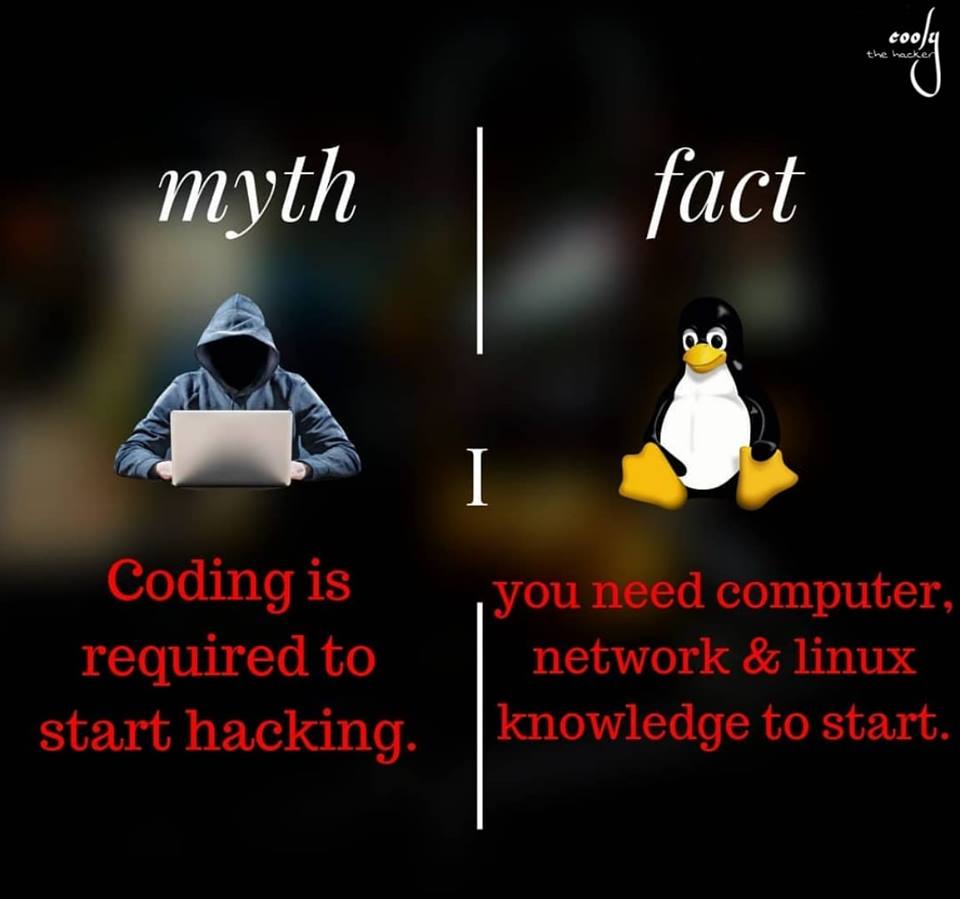 cooly
the hacker
myth
fact
I
Coding is
required to
start hacking.
you need computer,
network & linux
knowledge to start.